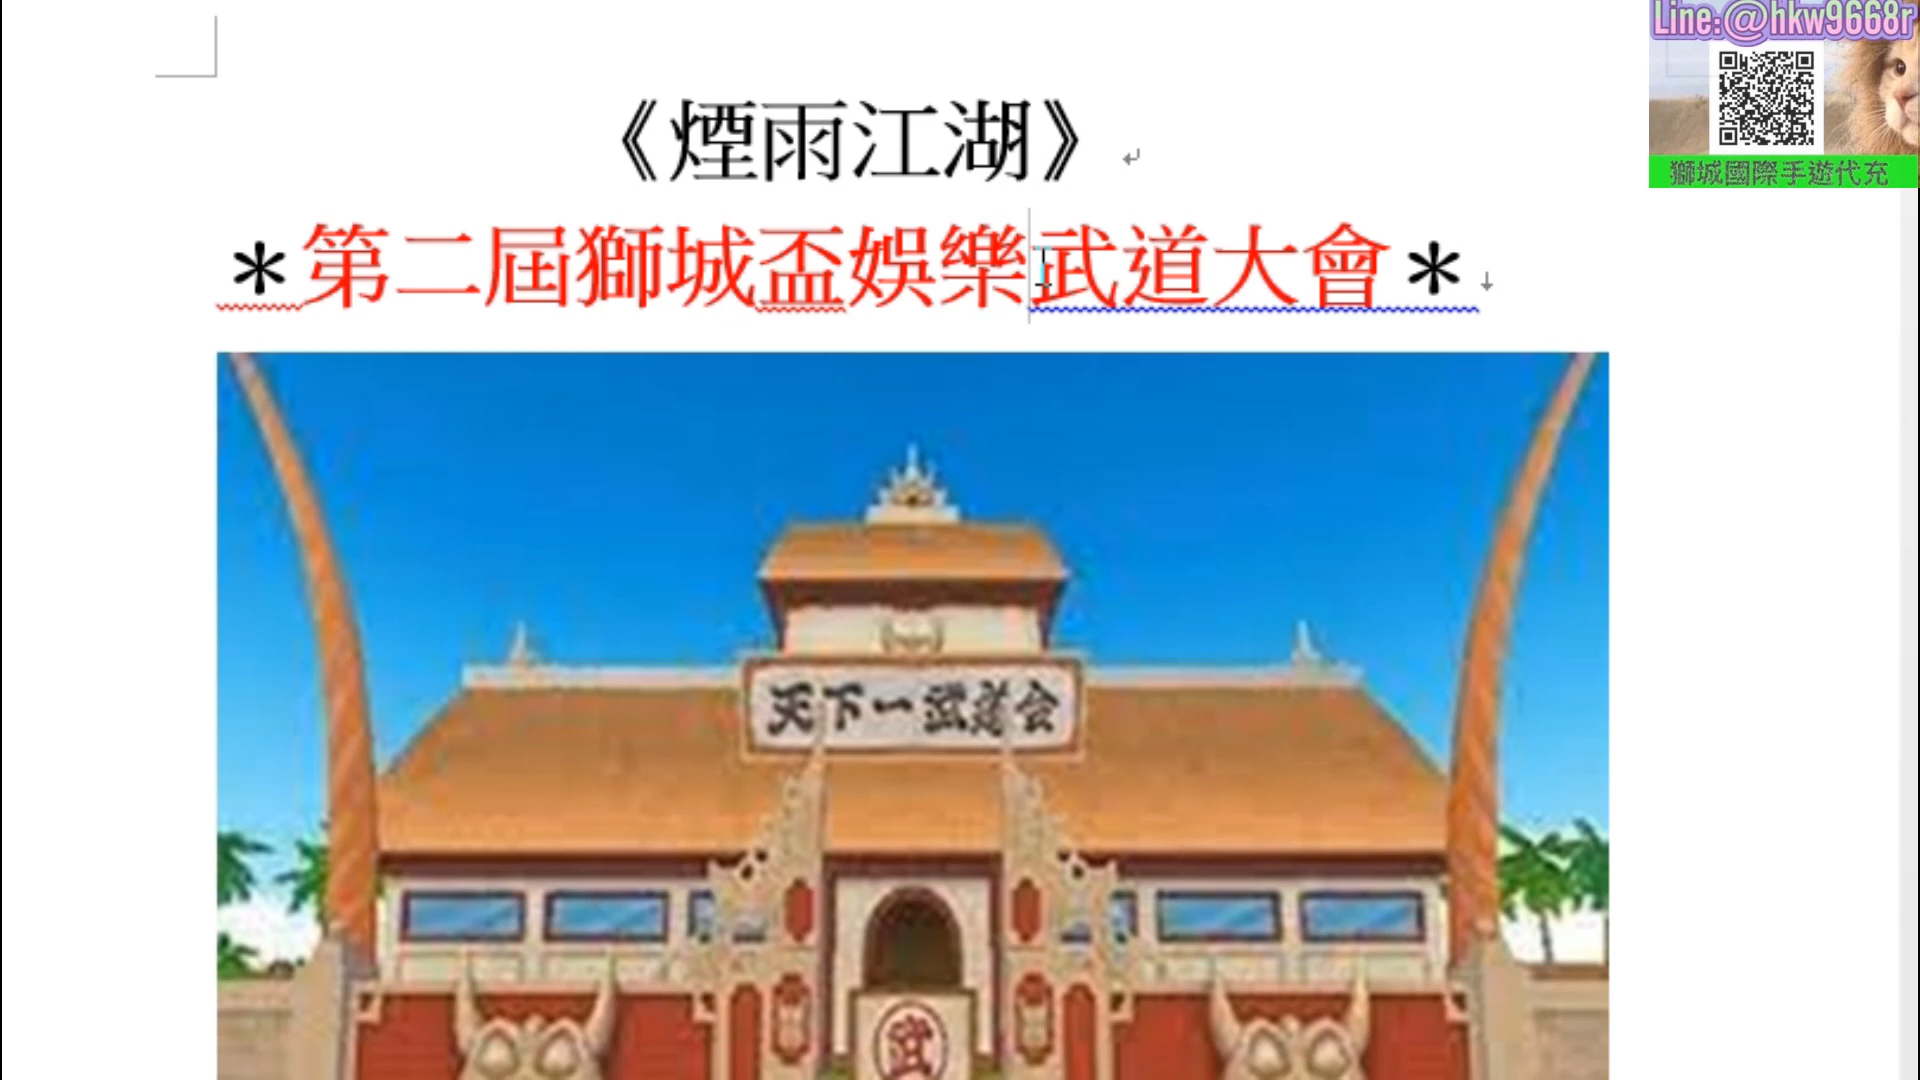 Line:@hkw9668r
獅城國際手遊代充
《煙雨江湖》
*第二屆獅城盃娛樂武道大會*
天下一武道会
武